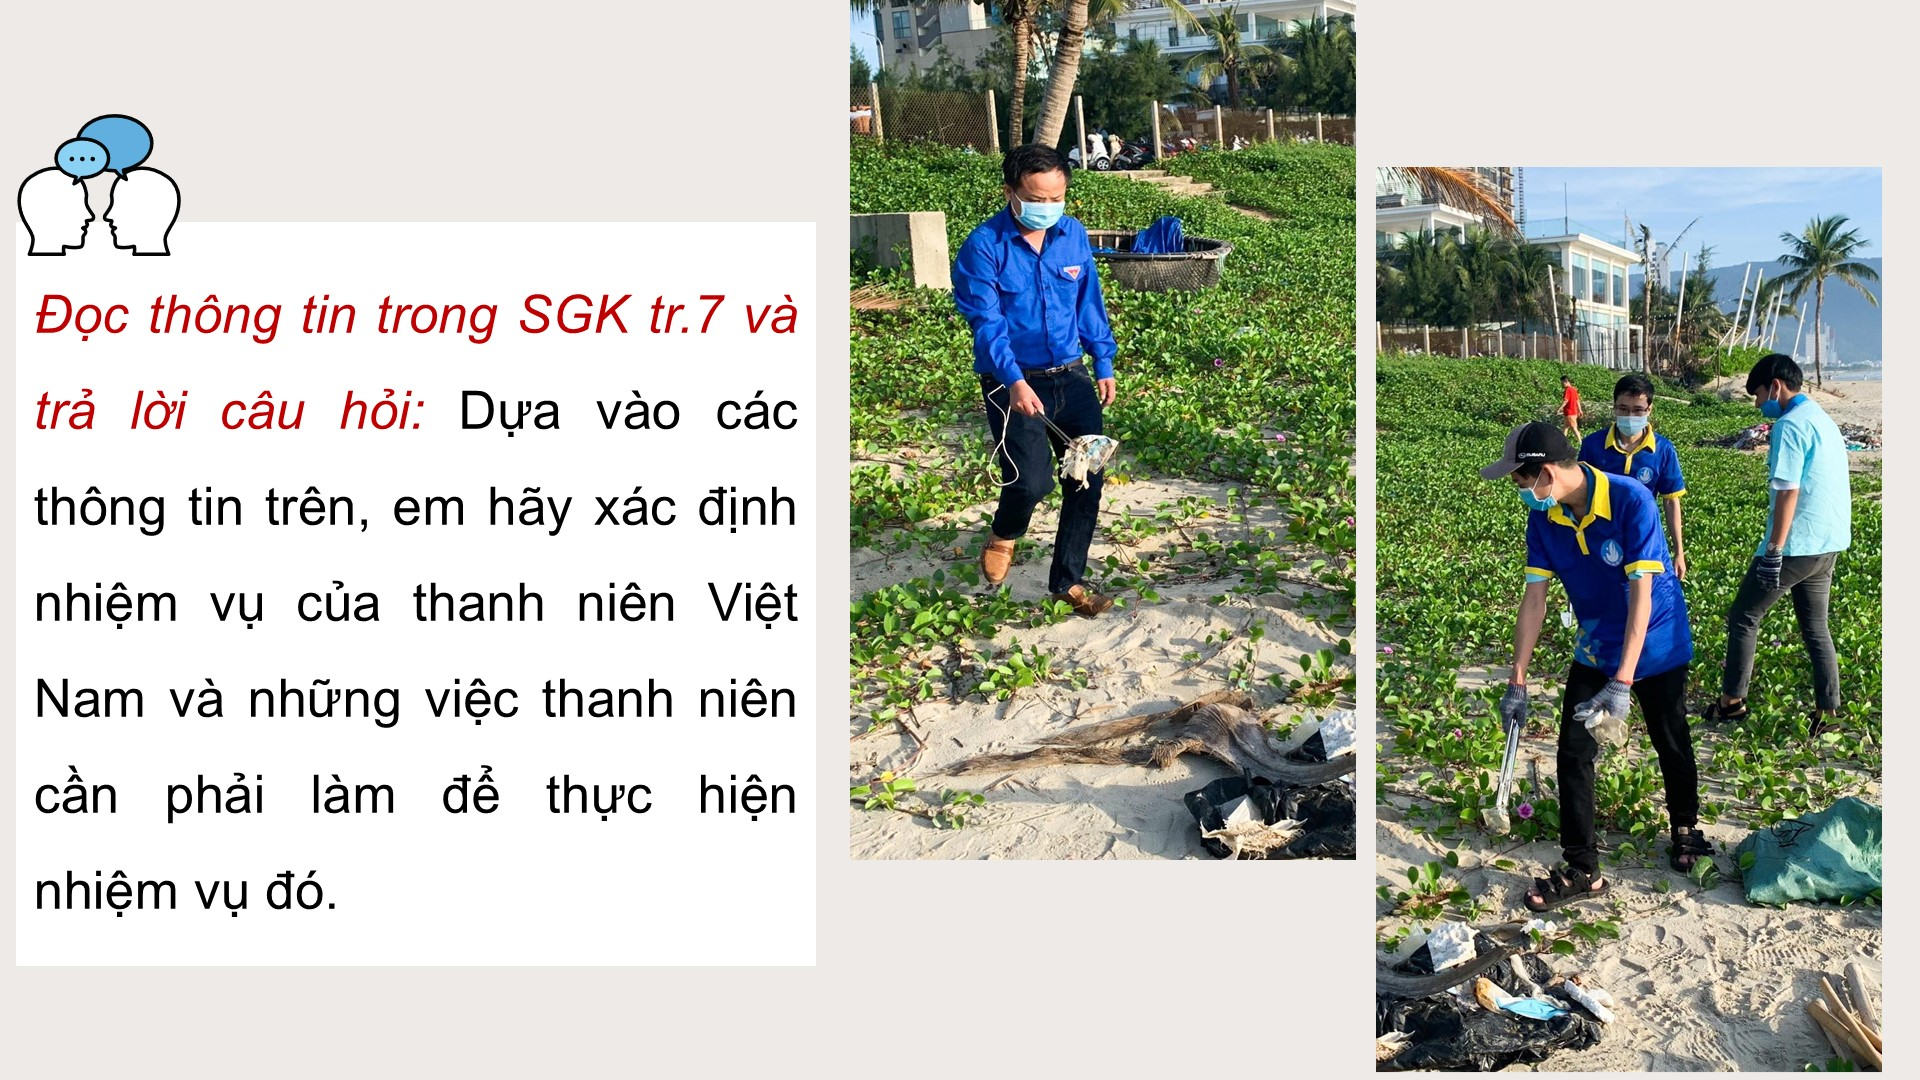 Đọc thông tin trong SGK tr.7 và
trả lời câu hỏi: Dựa vào các
thông tin trên, em hãy xác định
nhiệm vụ của thanh niên Việt
Nam và những việc thanh niên
cần phải làm để thực hiện
nhiệm vụ đó.
SUBARU